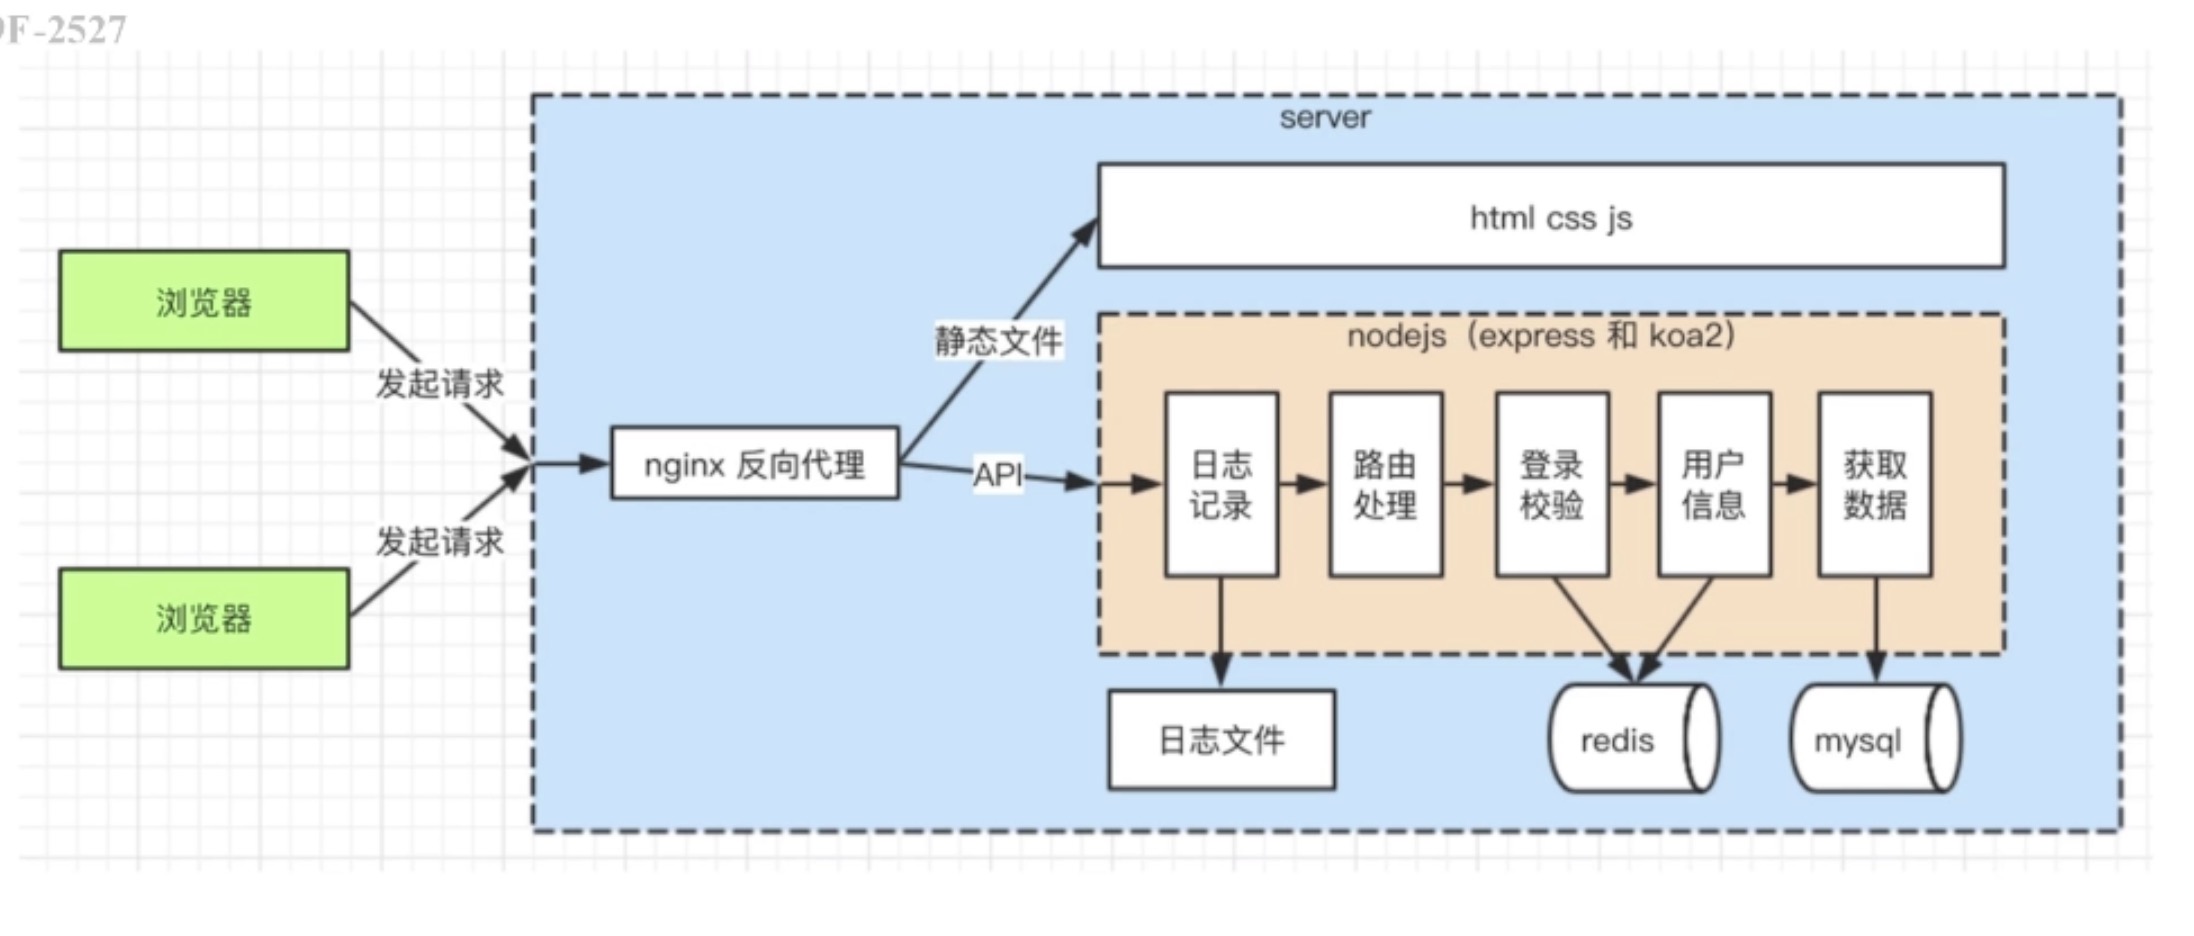 9F-2527
server
html css js
浏览器
发起请求
静态文件
nodejs（express 和 koa2）
nginx 反向代理
API
日志
记录
路由
处理
登录
校验
用户
信息
获取
数据
发起请求
浏览器
日志文件
redis
mysql